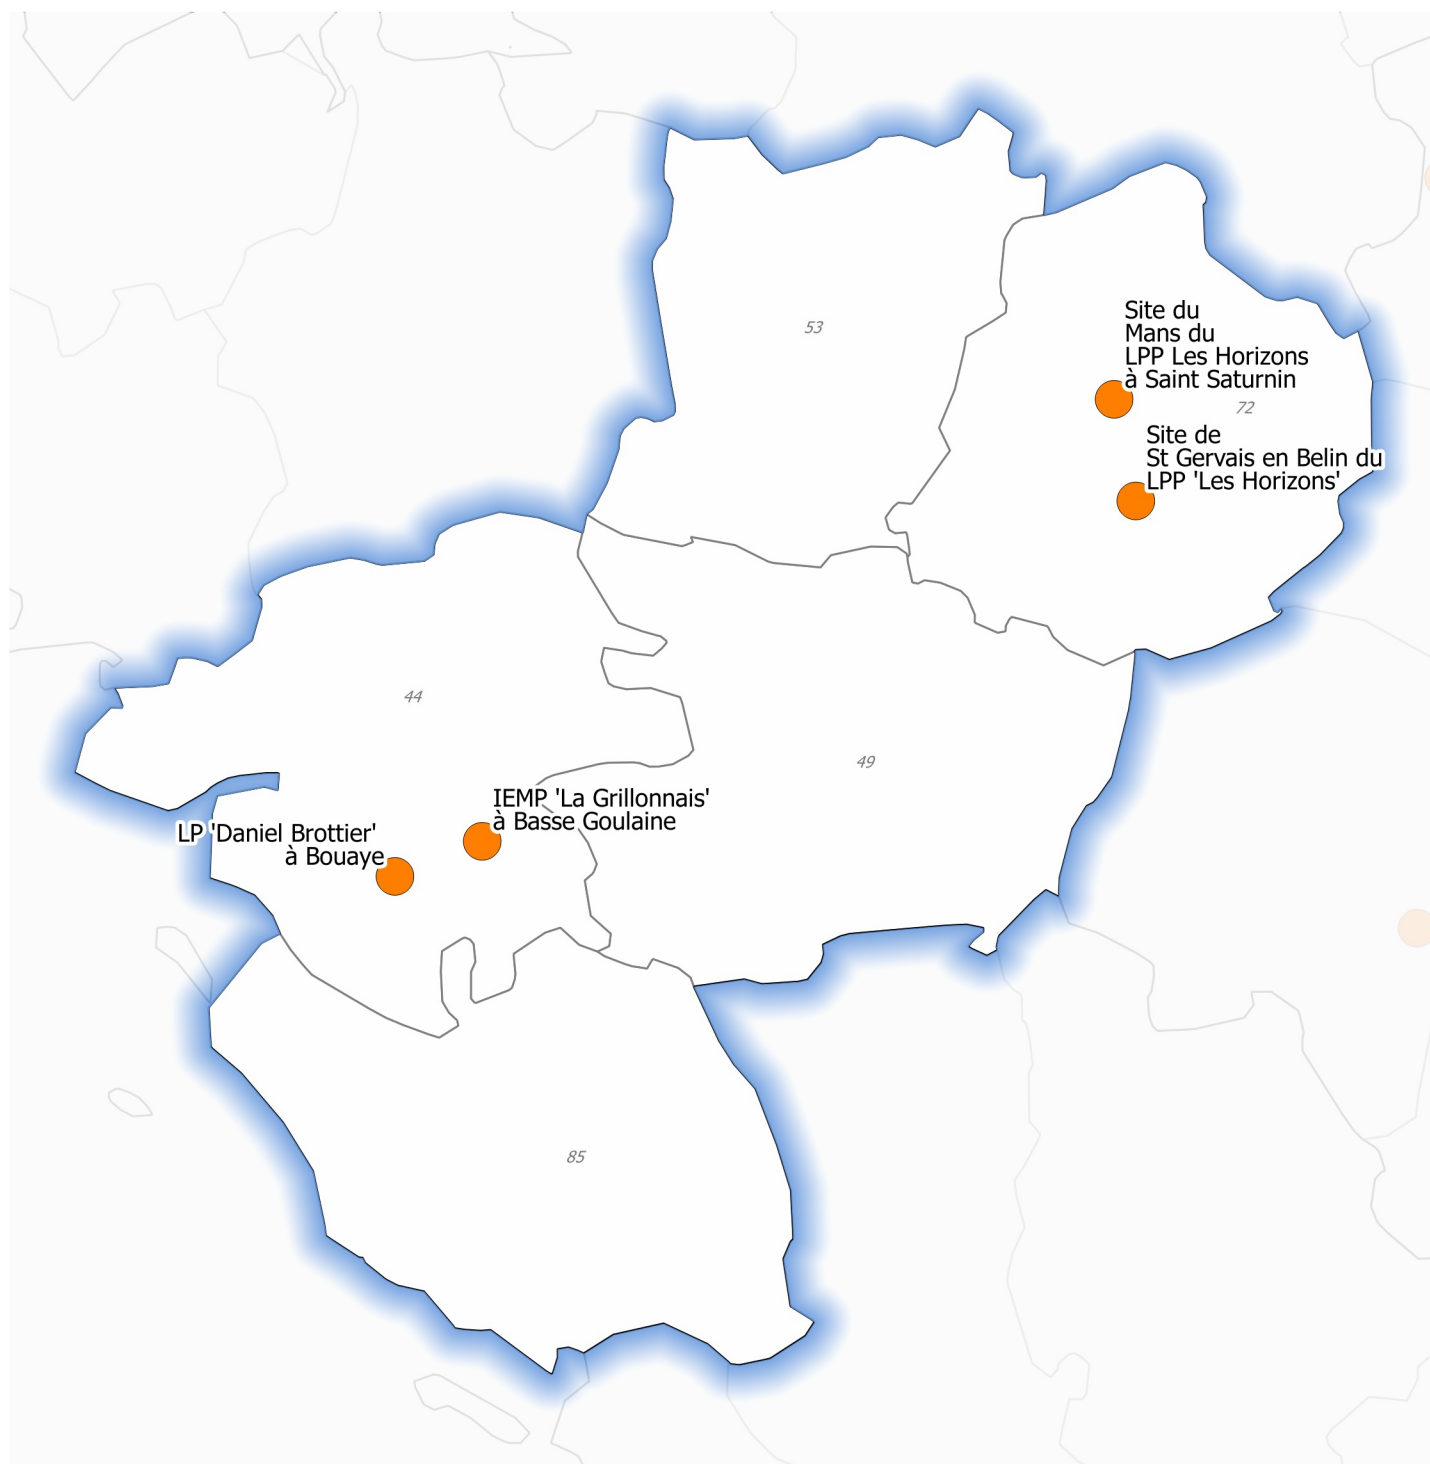 53
Site du
Mans du
LPP Les Horizons
à Saint Saturnin
72
Site de
St Gervais en Belin du
LPP 'Les Horizons'
44
49
IEMP 'La Grillonnais'
à Basse Goulaine
LP 'Daniel Brottier'
à Bouaye
85